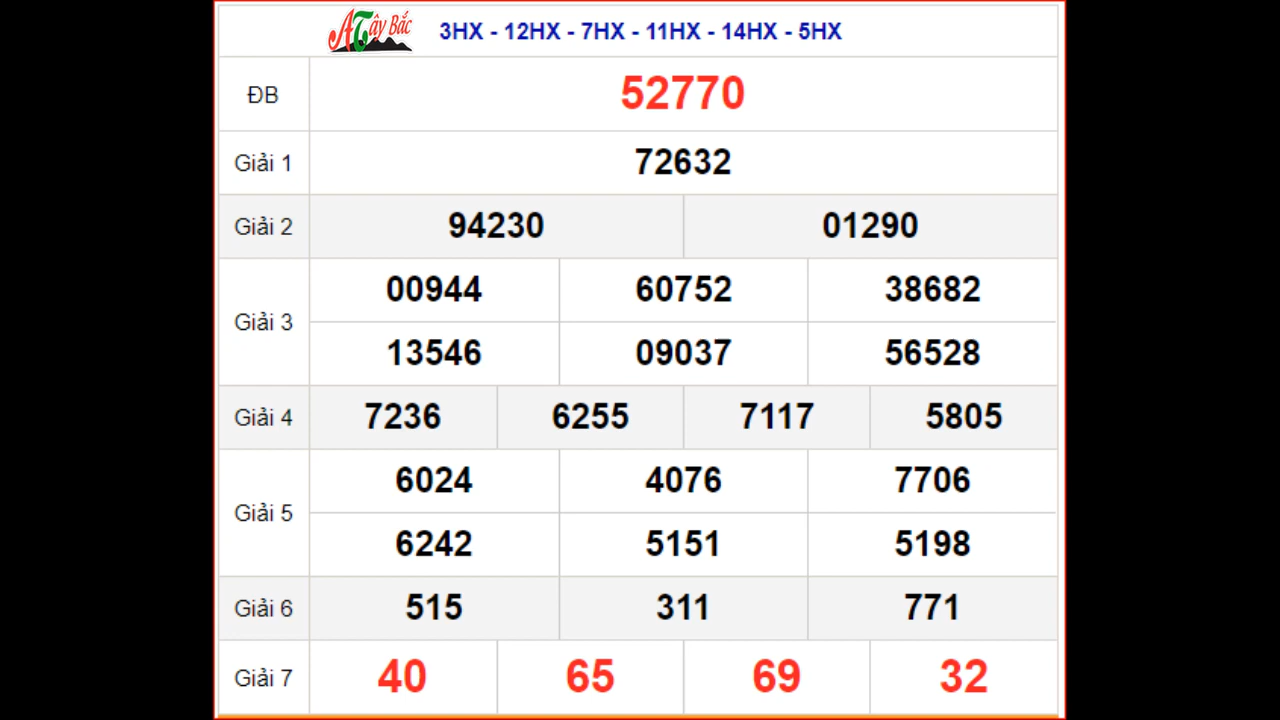 ATây Bắc 3HX - 12HX - 7HX - 11HX - 14HX - 5HX
ĐB 52770
Giải 1 72632
Giải 2 94230 01290
Giải 3 00944 60752 38682
13546 09037 56528
Giải 4 7236 6255 7117 5805
Giải 5 6024 4076 7706
6242 5151 5198
Giải 6 515 311 771
Giải 7 40 65 69 32